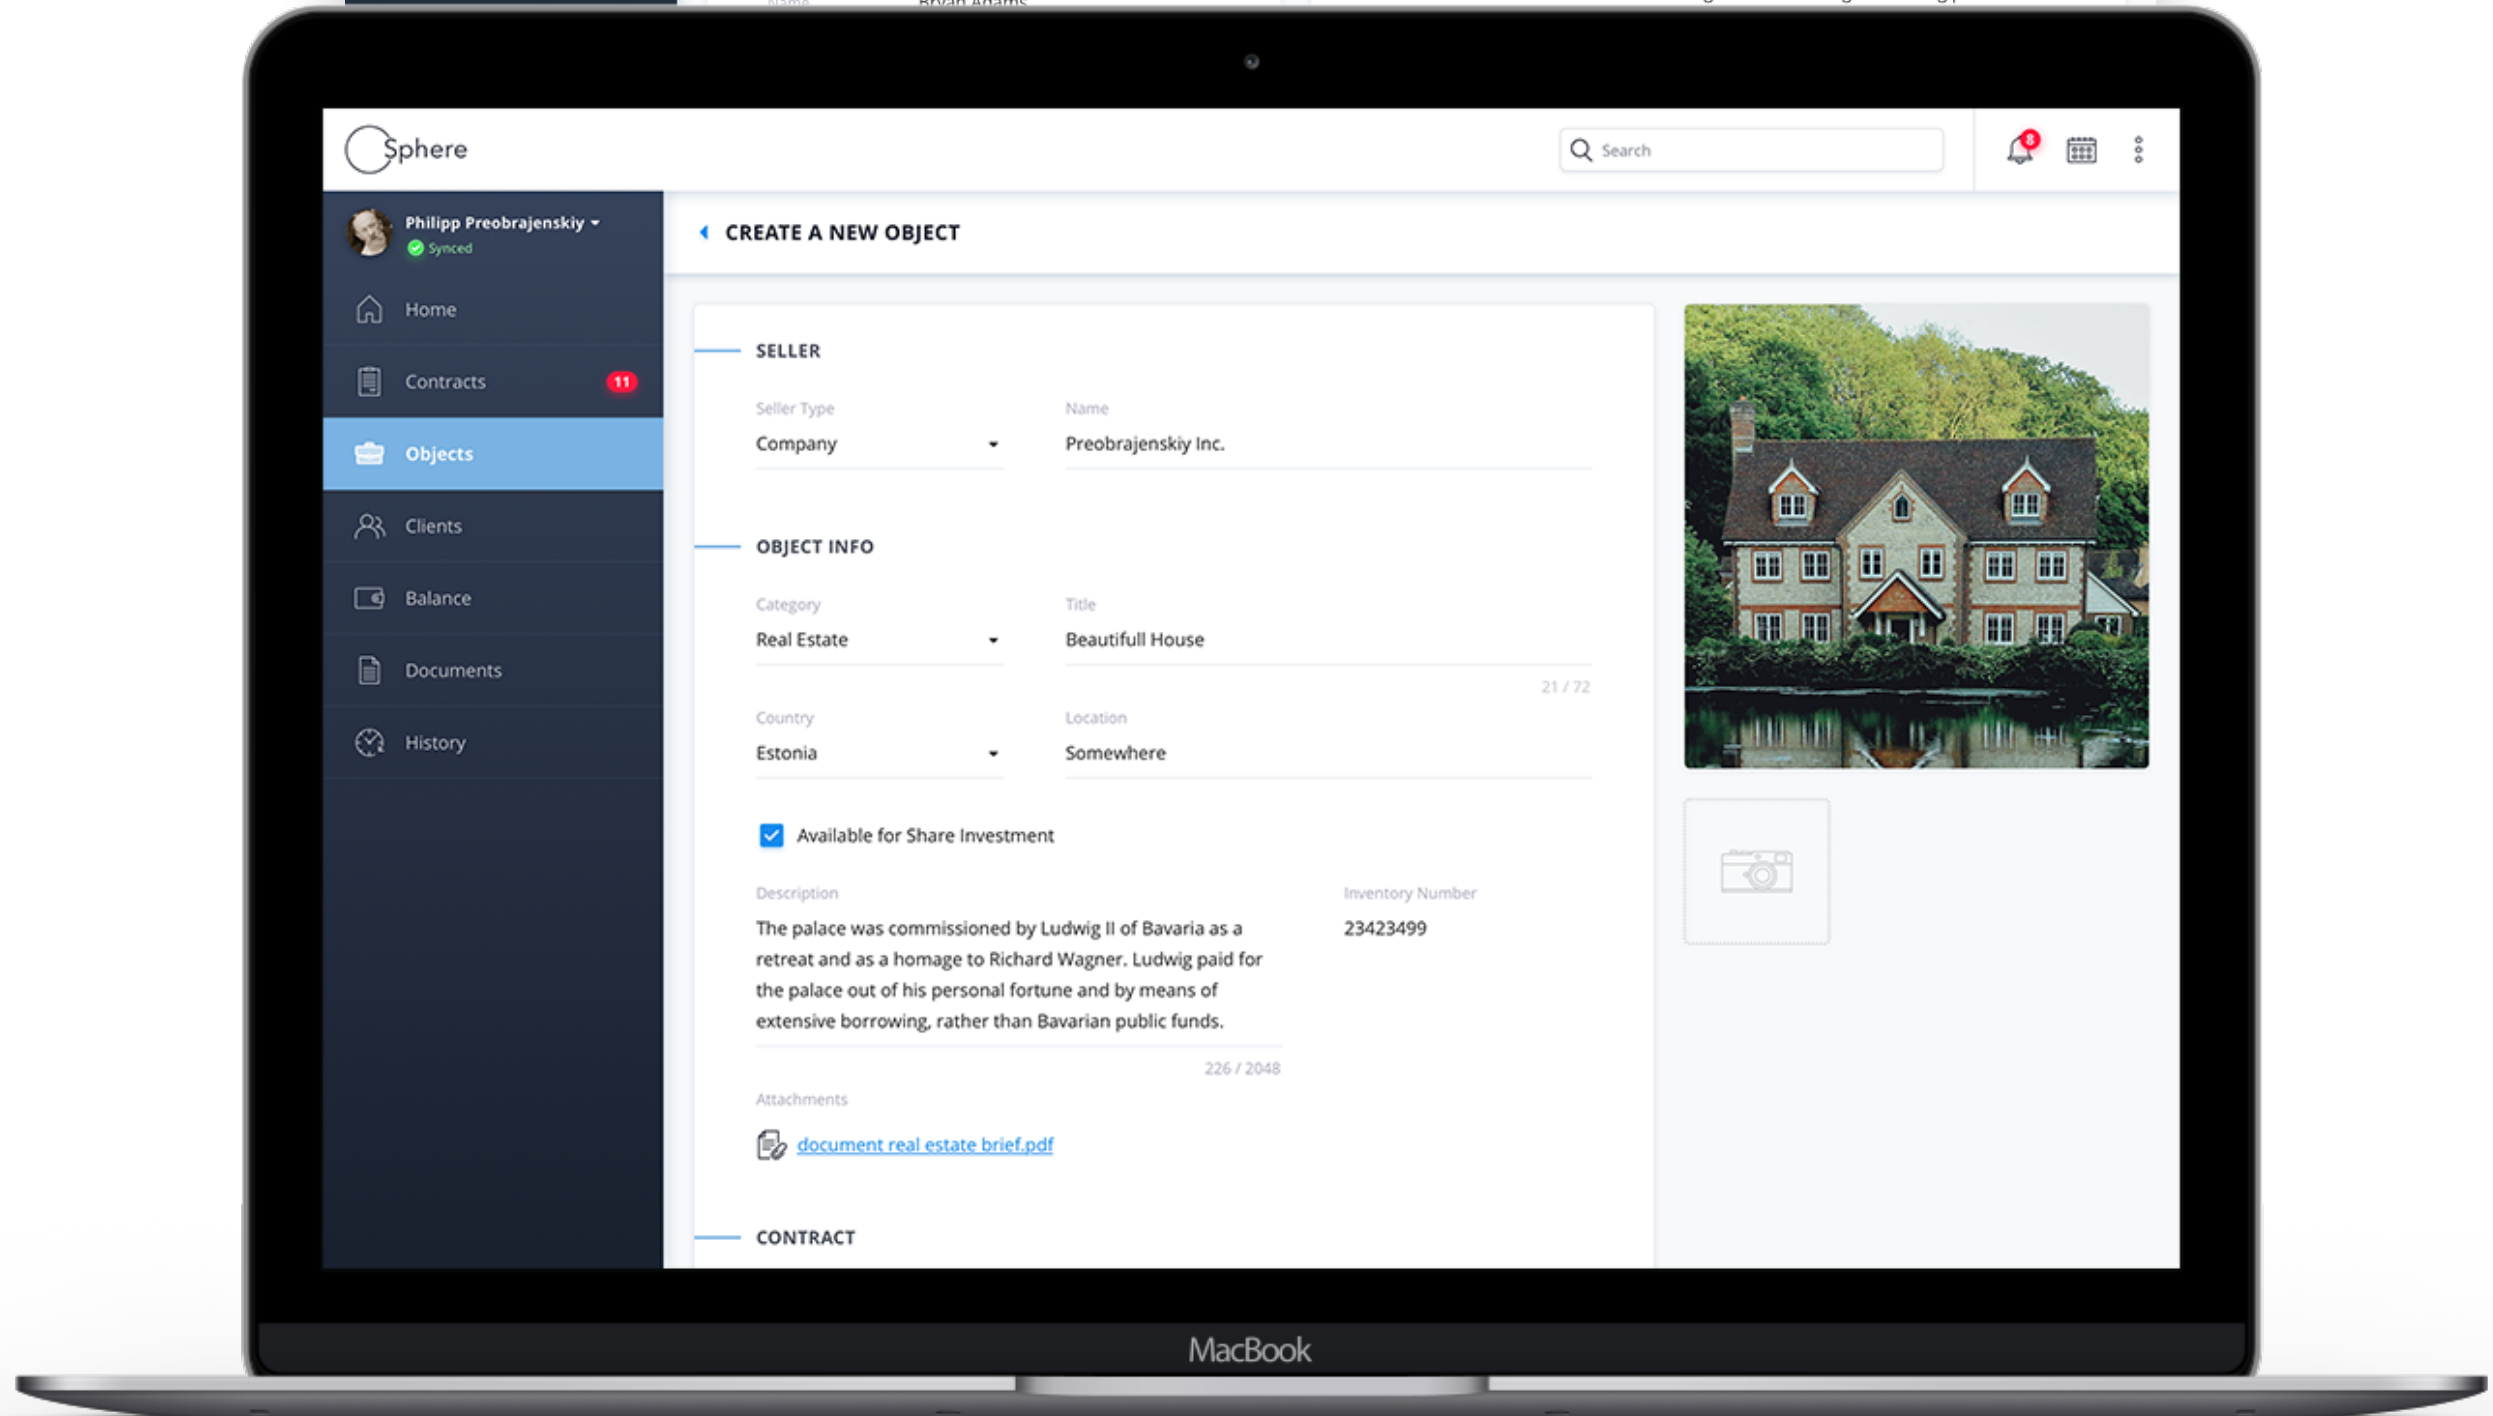 Name Bryan Adams
Sphere
Search
8
Philipp Preobrajenskiy
Synced
Home
Contracts
11
Objects
Clients
Balance
Documents
History
CREATE A NEW OBJECT
SELLER
Seller Type
Name
Company
Preobrajenskiy Inc.
OBJECT INFO
Category
Title
Real Estate
Beautifull House
21 / 72
Country
Location
Estonia
Somewhere
Available for Share Investment
Description
Inventory Number
The palace was commissioned by Ludwig II of Bavaria as a
23423499
retreat and as a homage to Richard Wagner. Ludwig paid for
the palace out of his personal fortune and by means of
extensive borrowing, rather than Bavarian public funds.
226 / 2048
Attachments
document real estate brief.pdf
CONTRACT
MacBook